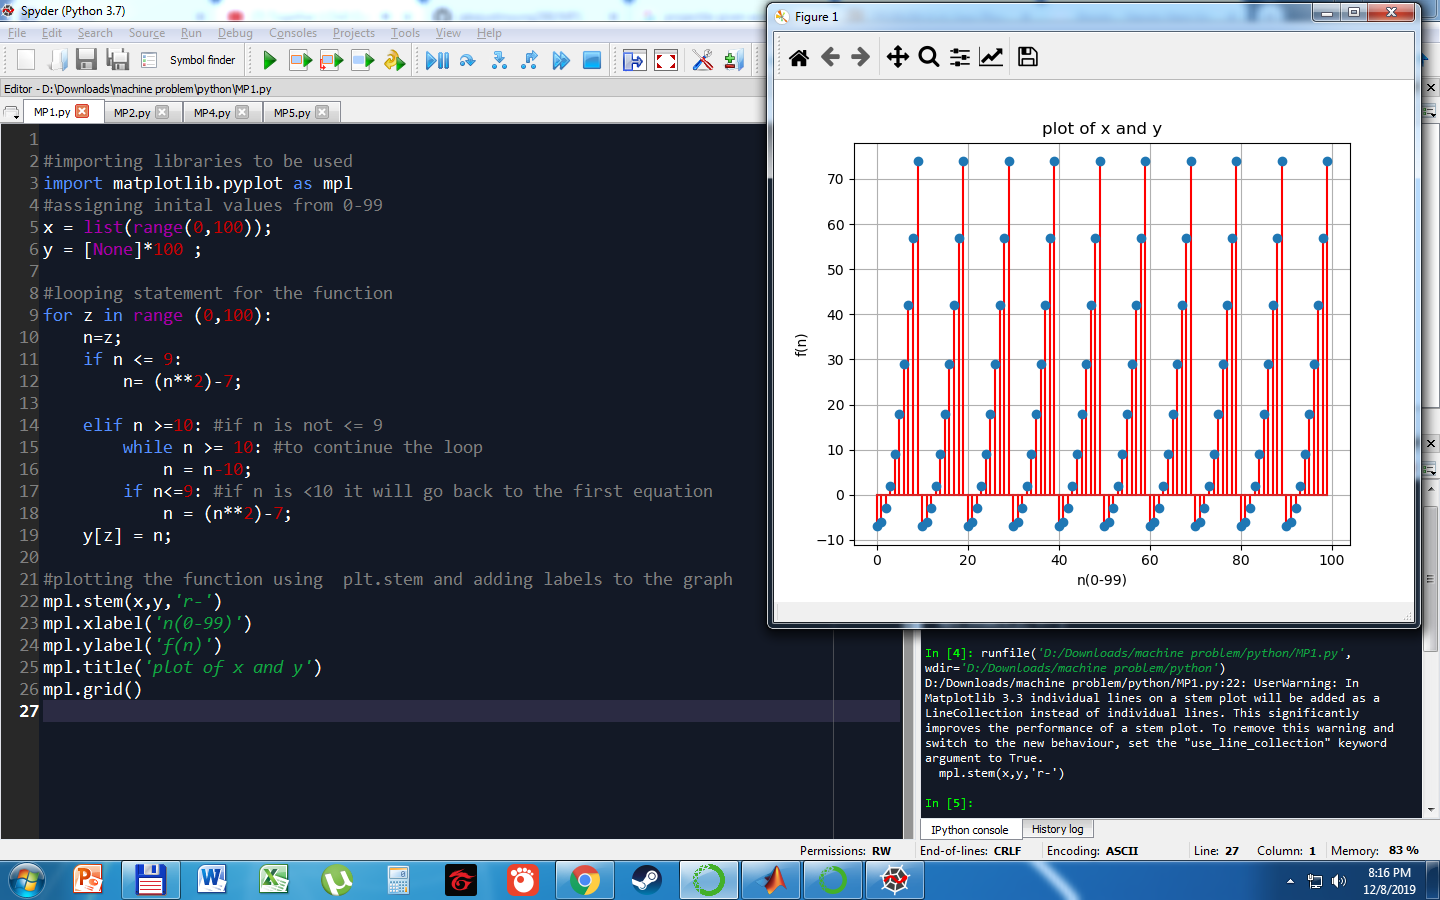 Spyder (Python 3.7)
File Edit Search Source Run Debug Consoles Projects Tools View Help
Symbol finder
Editor - D:\Downloads\machine problem\python\MP1.py
MP1.py MP2.py MP4.py MP5.py
1
2 #importing libraries to be used
3 import matplotlib.pyplot as mpl
4 #assigning inital values from 0-99
5 x = list(range(0,100));
6 y = [None]*100 ;
7
8 #looping statement for the function
9 for z in range (0,100):
10     n=z;
11     if n <= 9:
12         n= (n**2)-7;
13
14     elif n >=10: #if n is not <= 9
15         while n >= 10: #to continue the loop
16             n = n-10;
17         if n<=9: #if n is <10 it will go back to the first equation
18             n = (n**2)-7;
19     y[z] = n;
20
21 #plotting the function using  plt.stem and adding labels to the graph
22 mpl.stem(x,y,'r-')
23 mpl.xlabel('n(0-99)')
24 mpl.ylabel('f(n)')
25 mpl.title('plot of x and y')
26 mpl.grid()
27
Figure 1
plot of x and y
70
60
50
40
30
20
10
0
−10
f(n)
0 20 40 60 80 100
n(0-99)
In [4]: runfile('D:/Downloads/machine problem/python/MP1.py',
wdir='D:/Downloads/machine problem/python')
D:/Downloads/machine problem/python/MP1.py:22: UserWarning: In
Matplotlib 3.3 individual lines on a stem plot will be added as a
LineCollection instead of individual lines. This significantly
improves the performance of a stem plot. To remove this warning and
switch to the new behaviour, set the "use_line_collection" keyword
argument to True.
  mpl.stem(x,y,'r-')
In [5]:
IPython console History log
Permissions: RW End-of-lines: CRLF Encoding: ASCII Line: 27 Column: 1 Memory: 83 %
8:16 PM
12/8/2019